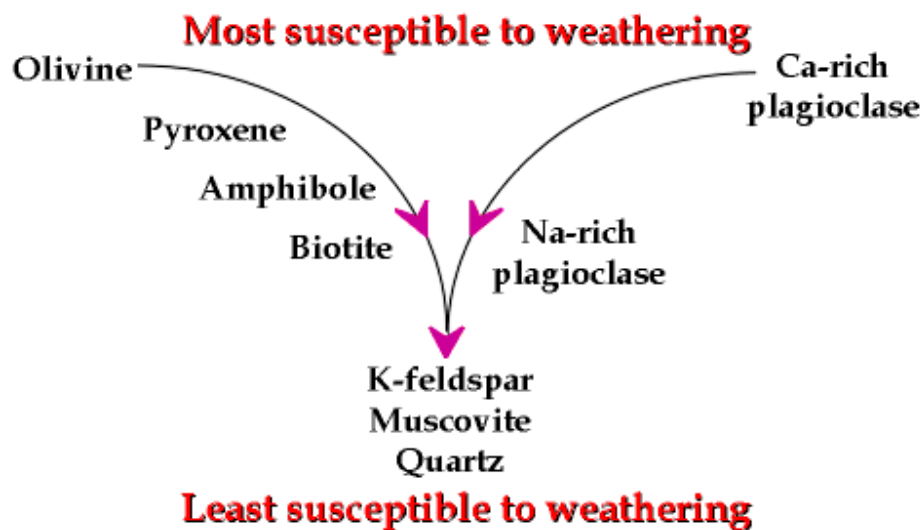 Most susceptible to weathering
Olivine
Ca-rich
plagioclase
Pyroxene
Amphibole
Biotite
Na-rich
plagioclase
K-feldspar
Muscovite
Quartz
Least susceptible to weathering